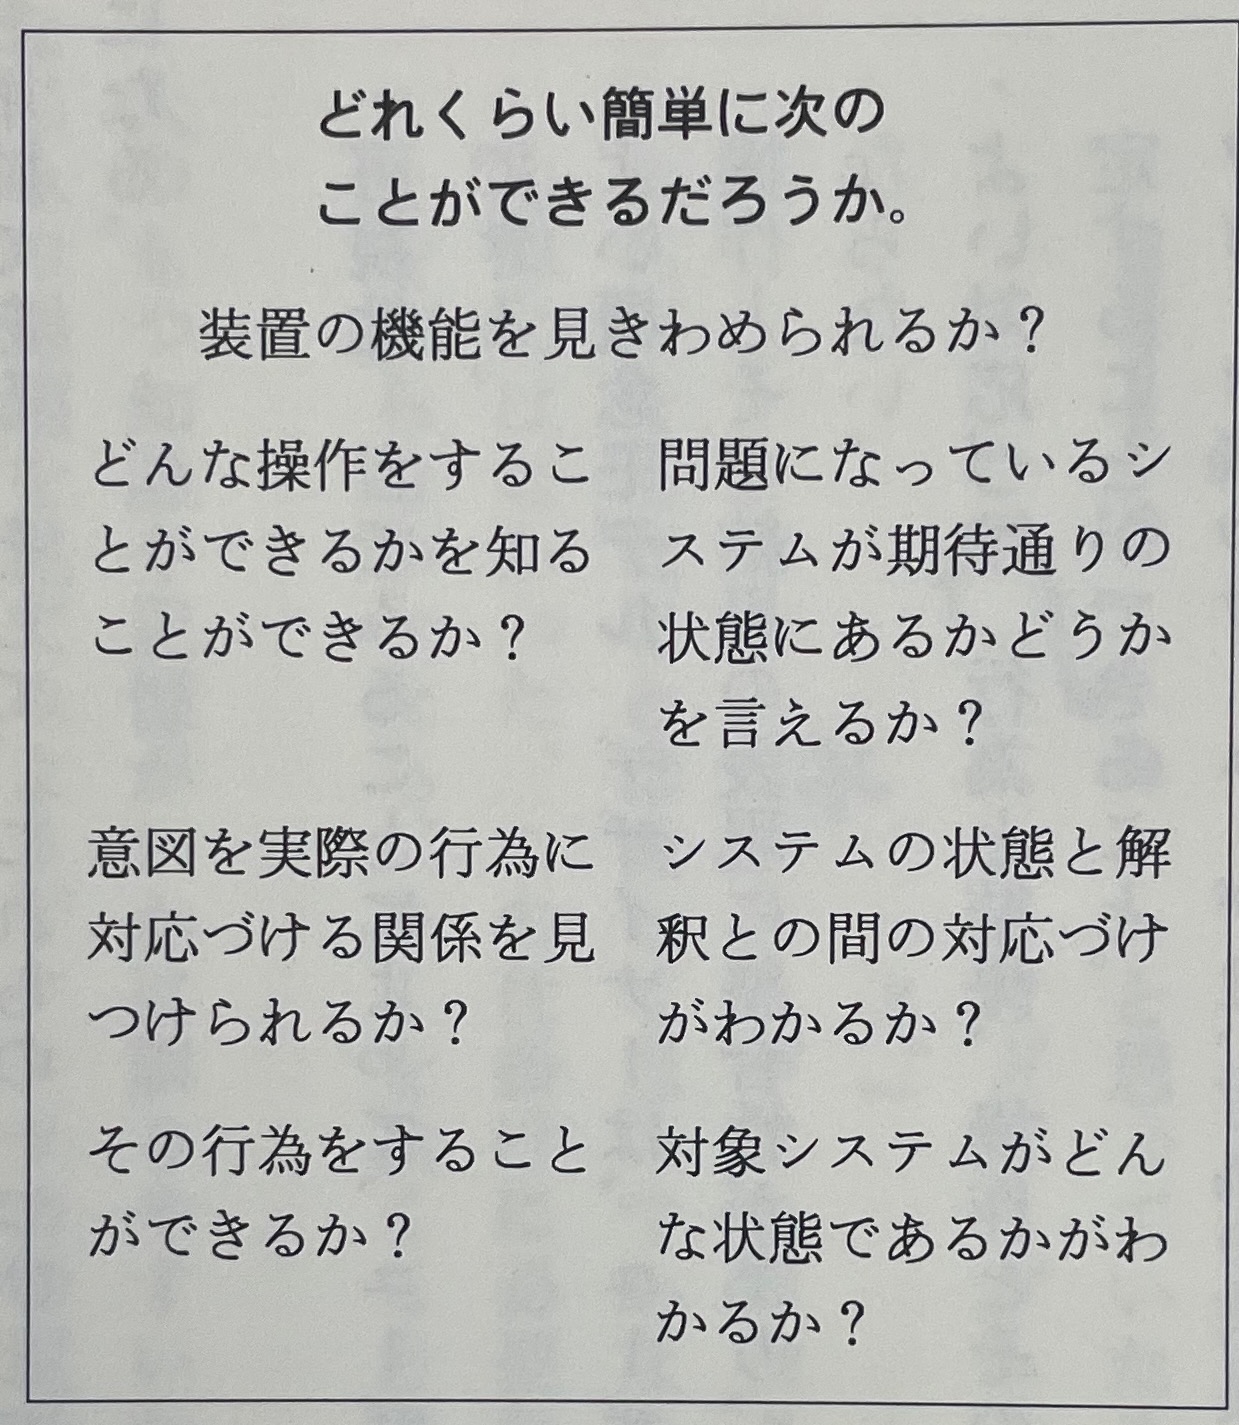 どれくらい簡単に次の
ことができるだろうか。
装置の機能を見きわめられるか？
どんな操作をするこ
とができるかを知る
ことができるか？
問題になっているシ
ステムが期待通りの
状態にあるかどうか
を言えるか？
意図を実際の行為に
対応づける関係を見
つけられるか？
システムの状態と解
釈との間の対応づけ
がわかるか？
その行為をすること
ができるか？
対象システムがどん
な状態であるかがわ
かるか？